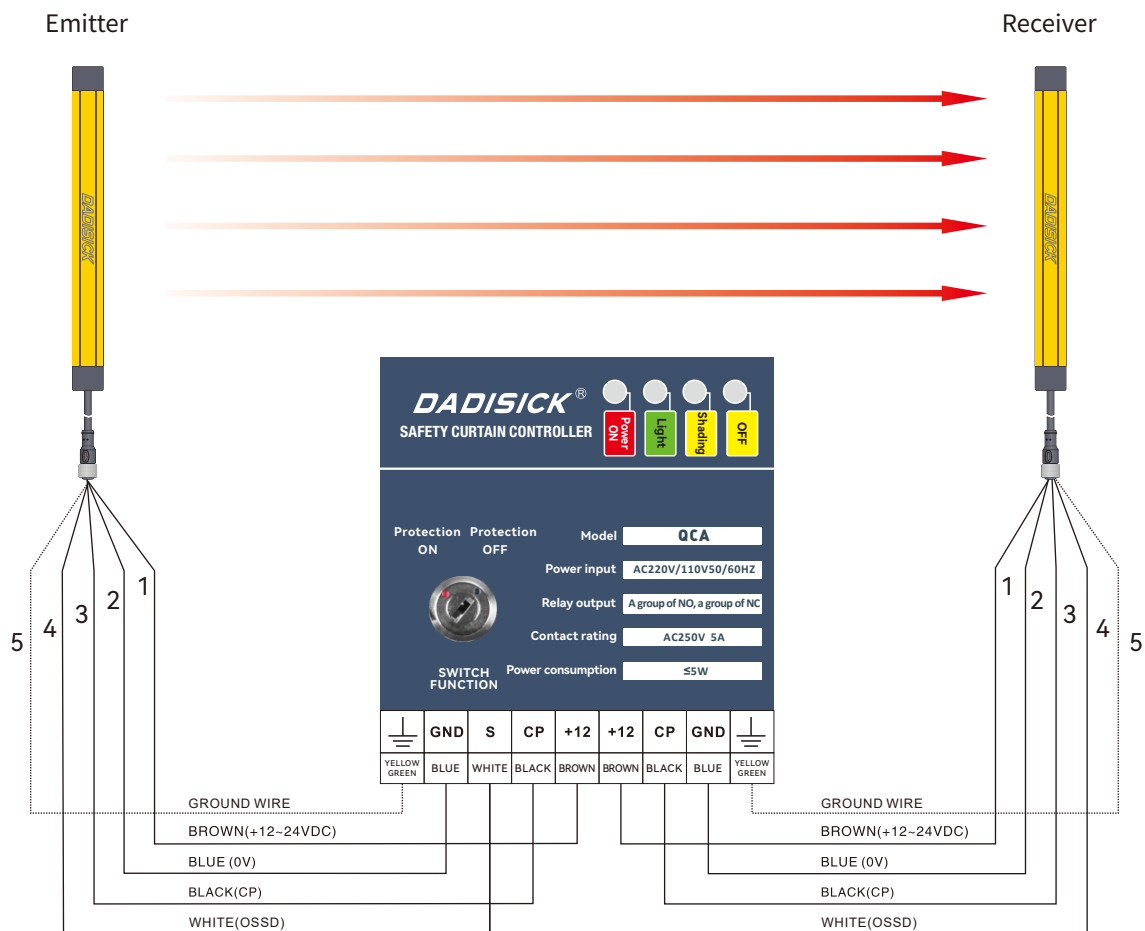 Emitter
Receiver
DADISICK
DADISICK
DADISICK®
SAFETY CURTAIN CONTROLLER
Power ON
Light
Shading
OFF
Protection ON
Protection OFF
SWITCH FUNCTION
Model QCA
Power input AC220V/110V50/60HZ
Relay output A group of NO, a group of NC
Contact rating AC250V 5A
Power consumption ≤5W
GND S CP +12 +12 CP GND
YELLOW GREEN BLUE WHITE BLACK BROWN BROWN BLACK BLUE YELLOW GREEN
5 4 3 2 1
1 2 3 4 5
GROUND WIRE
BROWN(+12~24VDC)
BLUE (0V)
BLACK(CP)
WHITE(OSSD)
GROUND WIRE
BROWN(+12~24VDC)
BLUE (0V)
BLACK(CP)
WHITE(OSSD)